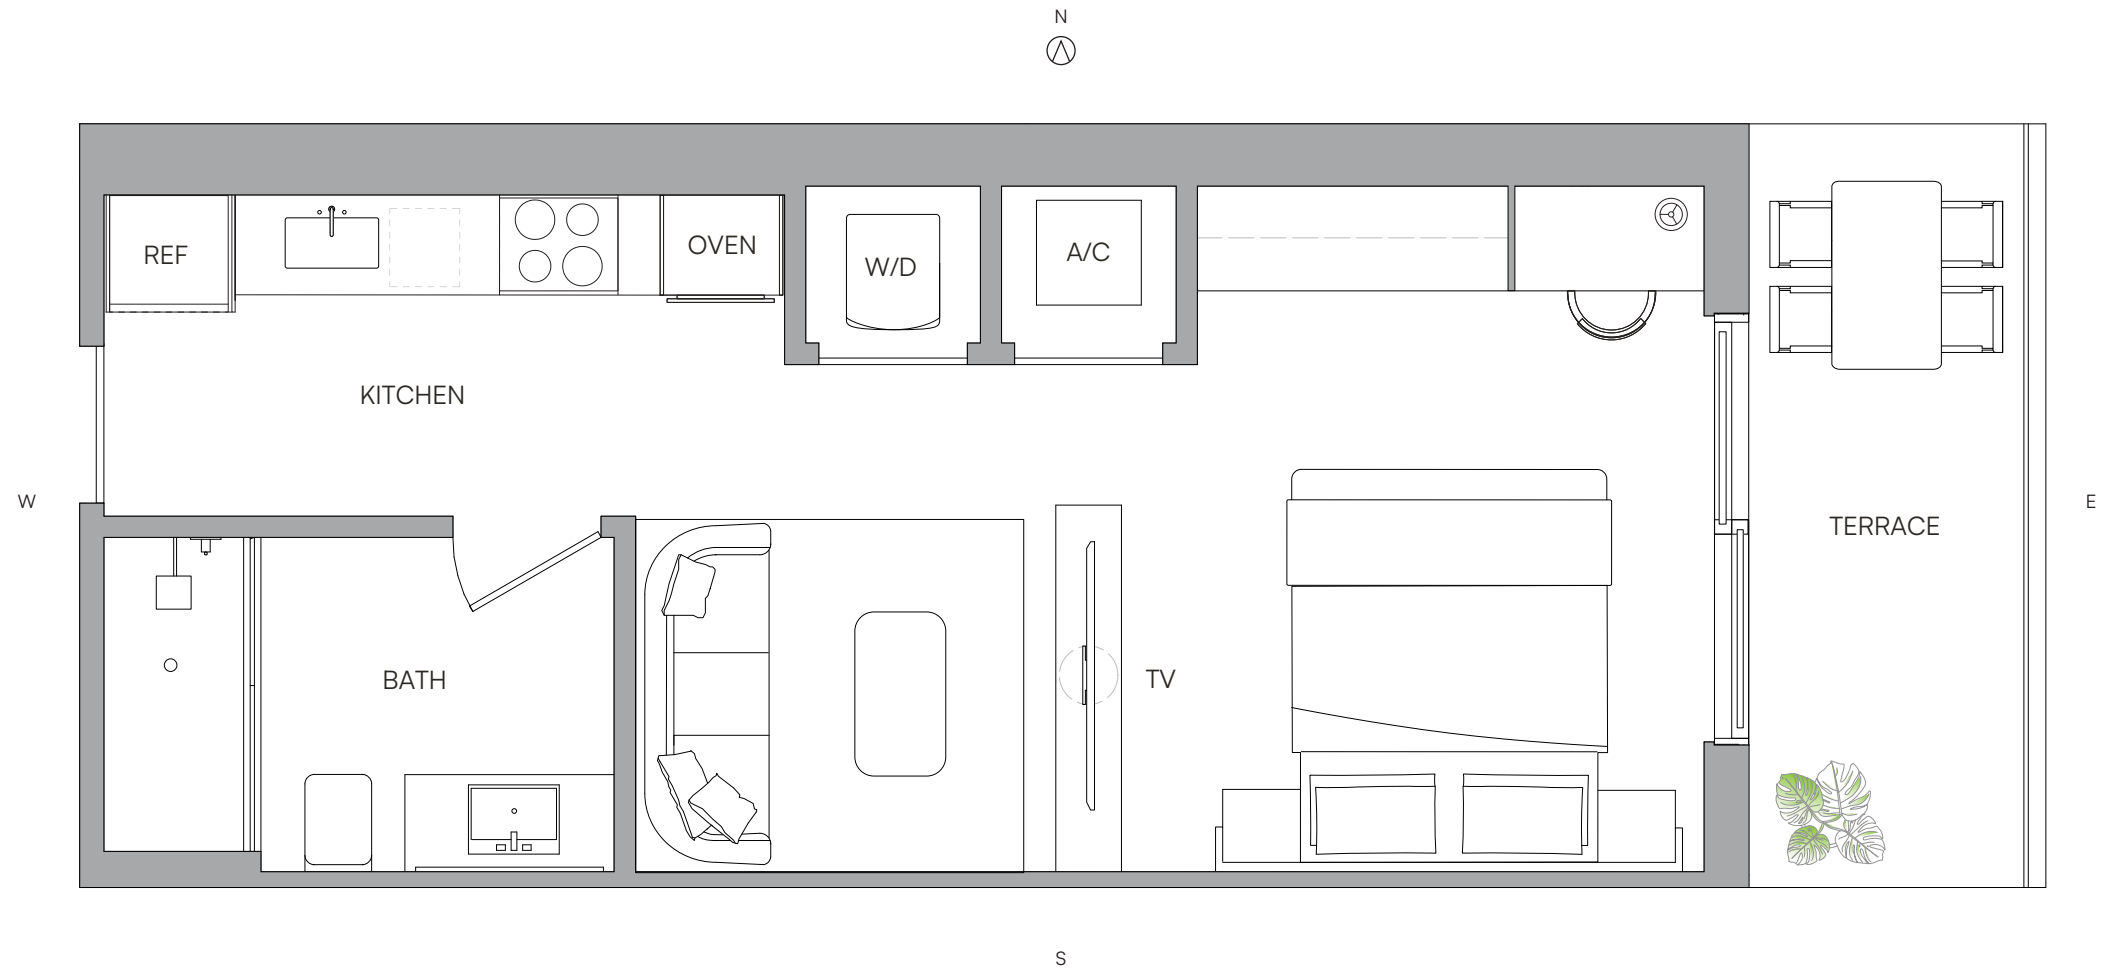 N
REF
OVEN
W/D
A/C
KITCHEN
W
E
TERRACE
BATH
TV
S